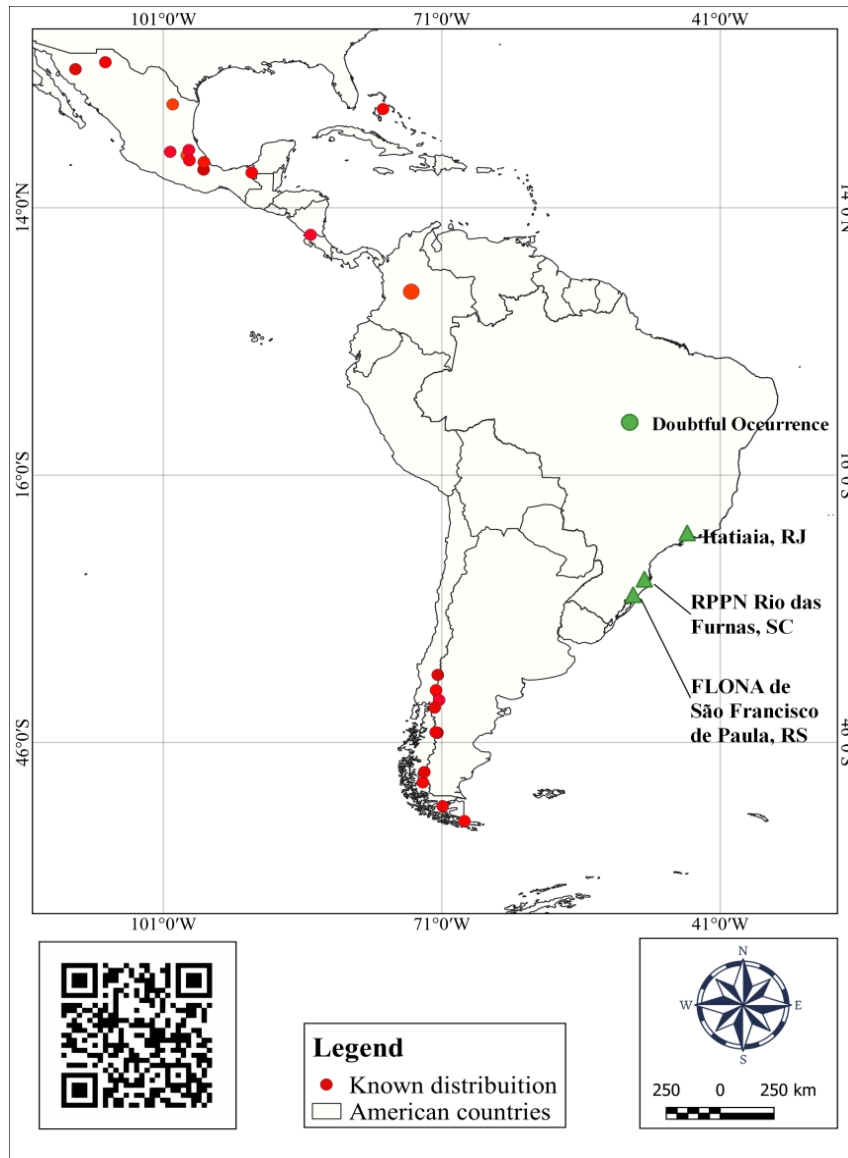 101°0'W 71°0'W 41°0'W
14°0'N 14°0'N
Doubtful Occurrence
16°0'S 16°0'S
Itatiaia, RJ
RPPN Rio das
Furnas, SC
FLONA de
São Francisco
de Paula, RS
46°0'S 46°0'S
101°0'W 71°0'W 41°0'W
Legend
Known distribuition
American countries
N
W E
S
250 0 250 km